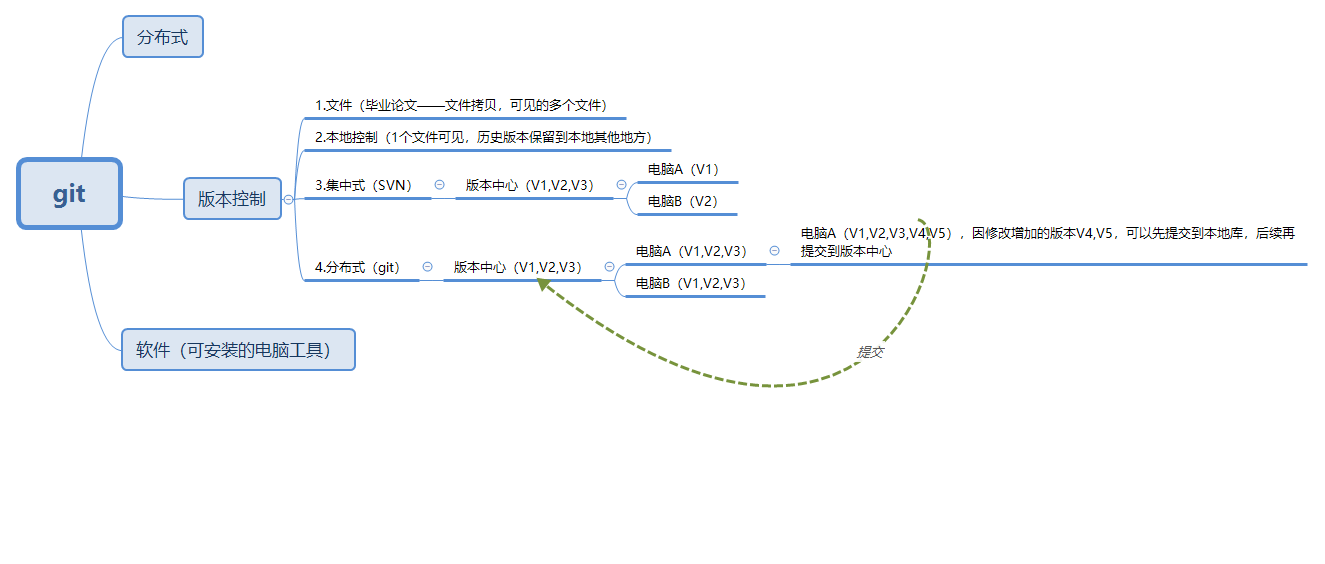 分布式
1.文件（毕业论文——文件拷贝，可见的多个文件）
2.本地控制（1个文件可见，历史版本保留到本地其他地方）
git
版本控制
3.集中式（SVN）
版本中心（V1,V2,V3）
电脑A（V1）
电脑B（V2）
4.分布式（git）
版本中心（V1,V2,V3）
电脑A（V1,V2,V3）
电脑A（V1,V2,V3,V4,V5），因修改增加的版本V4,V5，可以先提交到本地库，后续再
提交到版本中心
电脑B（V1,V2,V3）
软件（可安装的电脑工具）
提交